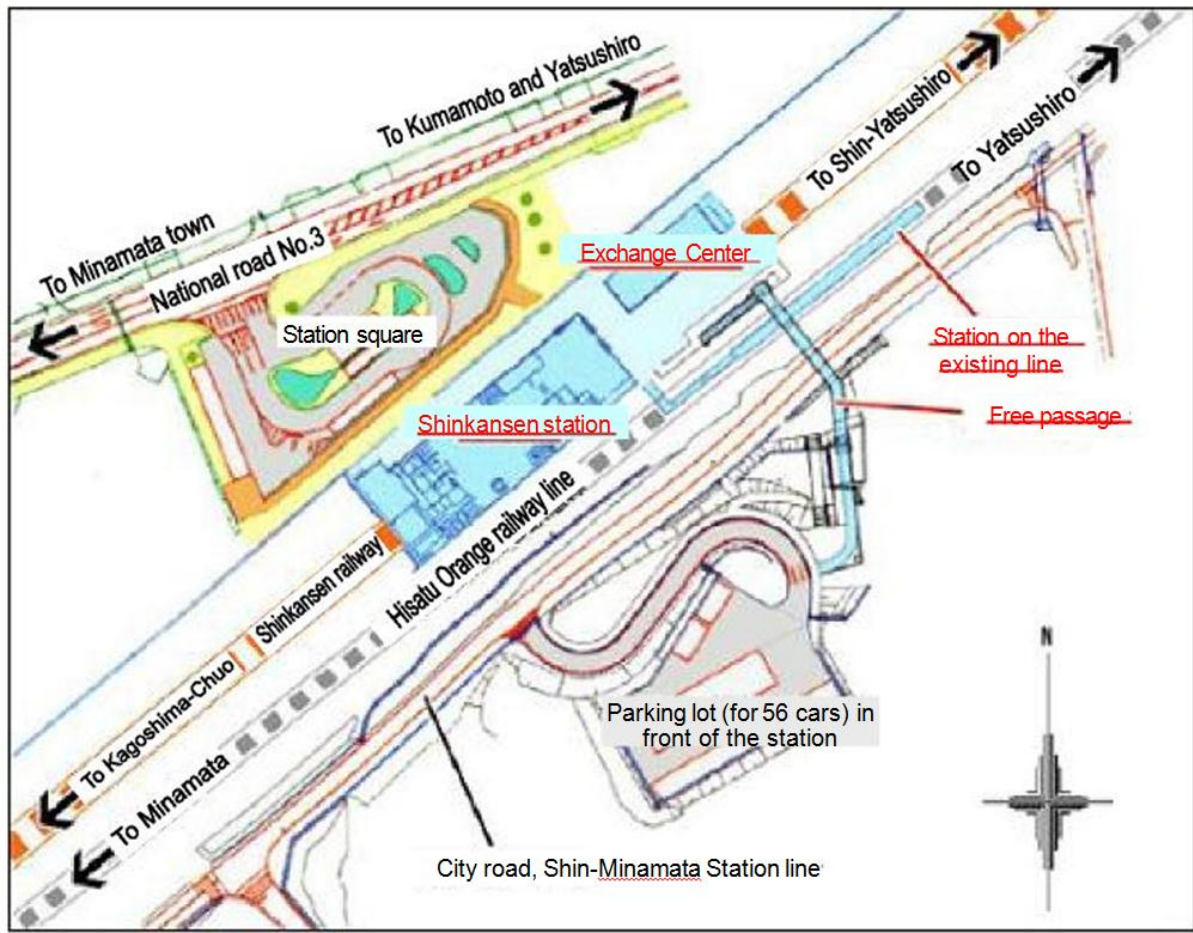 To Kumamoto and Yatsushiro
To Shin-Yatsushiro
To Yatsushiro
To Minamata town
National road No.3
Exchange Center
Station square
Station on the
existing line
Shinkansen station
Free passage
Hisatu Orange railway line
Shinkansen railway
To Kagoshima-Chuo
To Minamata
Parking lot (for 56 cars) in
front of the station
City road, Shin-Minamata Station line
N